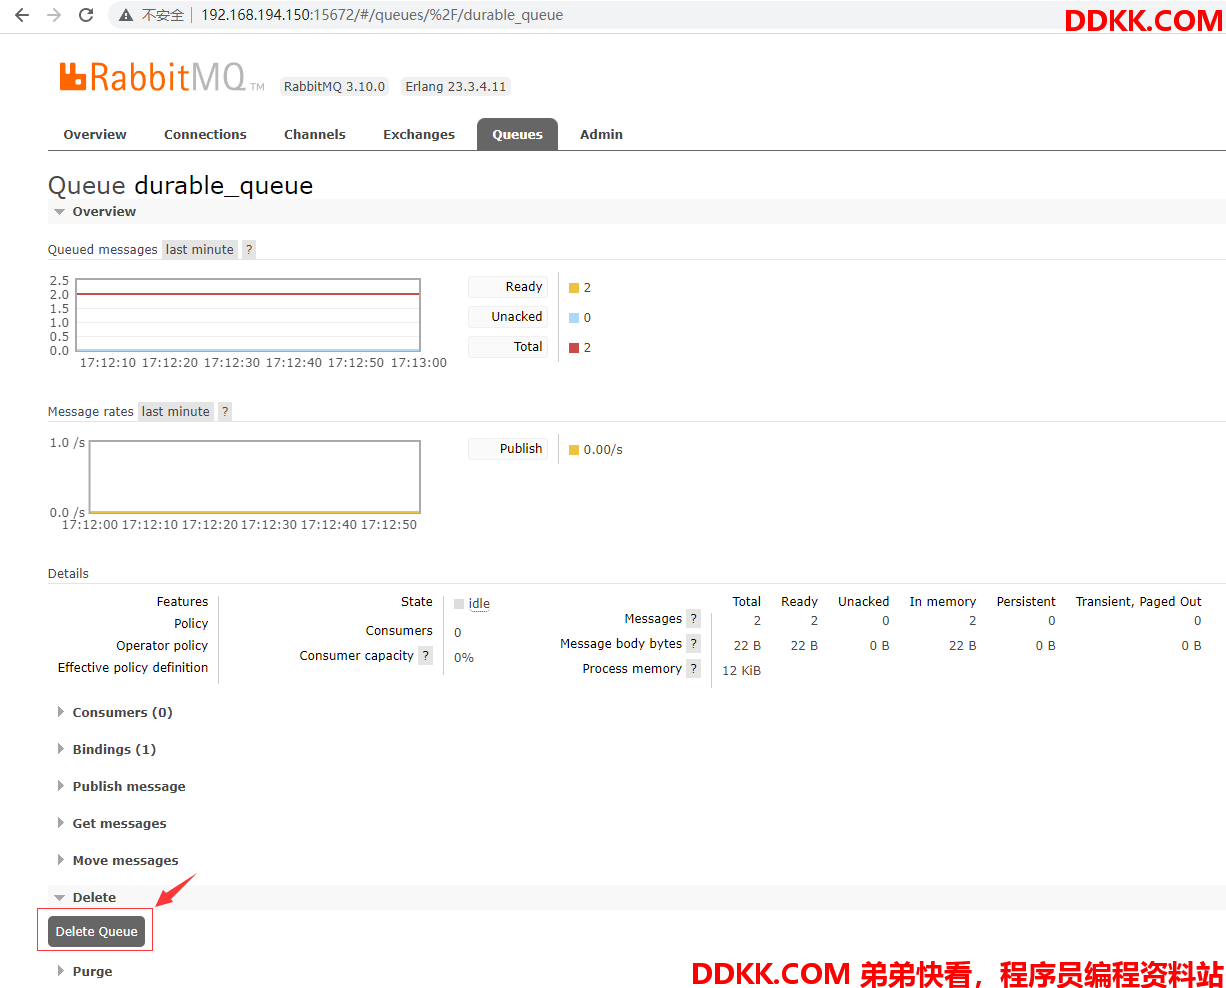 不安全 192.168.194.150:15672/#/queues/%2F/durable_queue
DDKK.COM
RabbitMQ TM RabbitMQ 3.10.0 Erlang 23.3.4.11
Overview Connections Channels Exchanges Queues Admin
Queue durable_queue
Overview
Queued messages last minute ?
2.5
2.0
1.5
1.0
0.5
0.0
17:12:10 17:12:20 17:12:30 17:12:40 17:12:50 17:13:00
Ready 2
Unacked 0
Total 2
Message rates last minute ?
1.0 /s
0.0 /s
17:12:00 17:12:10 17:12:20 17:12:30 17:12:40 17:12:50
Publish 0.00/s
Details
Features
Policy
Operator policy
Effective policy definition
State idle
Consumers 0
Consumer capacity ? 0%
Total Ready Unacked In memory Persistent Transient, Paged Out
Messages ? 2 2 0 2 0 0
Message body bytes ? 22 B 22 B 0 B 22 B 0 B 0 B
Process memory ? 12 KiB
Consumers (0)
Bindings (1)
Publish message
Get messages
Move messages
Delete
Delete Queue
Purge
DDKK.COM 弟弟快看，程序员编程资料站